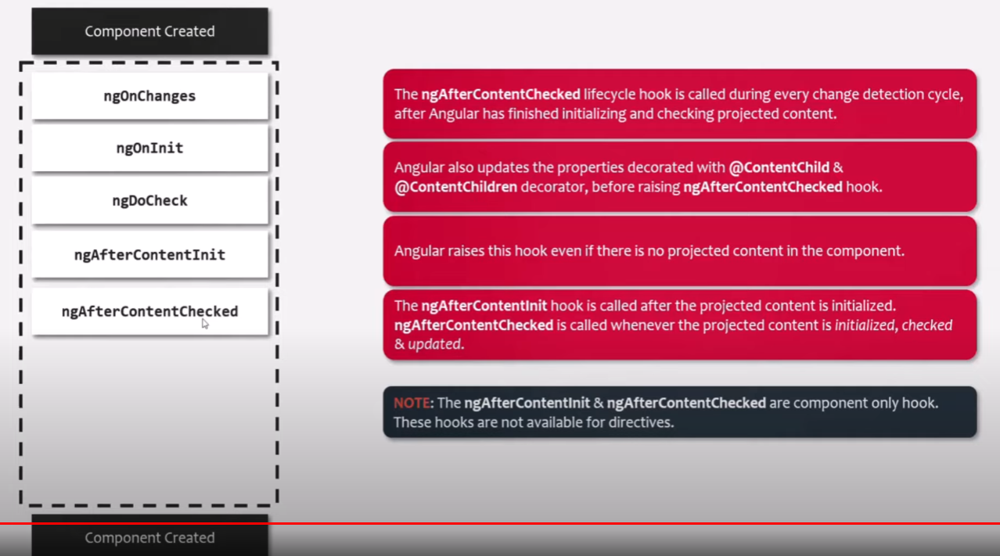 Component Created
ngOnChanges
ngOnInit
ngDoCheck
ngAfterContentInit
ngAfterContentChecked
Component Created
The ngAfterContentChecked lifecycle hook is called during every change detection cycle,
after Angular has finished initializing and checking projected content.
Angular also updates the properties decorated with @ContentChild &
@ContentChildren decorator, before raising ngAfterContentChecked hook.
Angular raises this hook even if there is no projected content in the component.
The ngAfterContentInit hook is called after the projected content is initialized.
ngAfterContentChecked is called whenever the projected content is initialized, checked
& updated.
NOTE: The ngAfterContentInit & ngAfterContentChecked are component only hook.
These hooks are not available for directives.